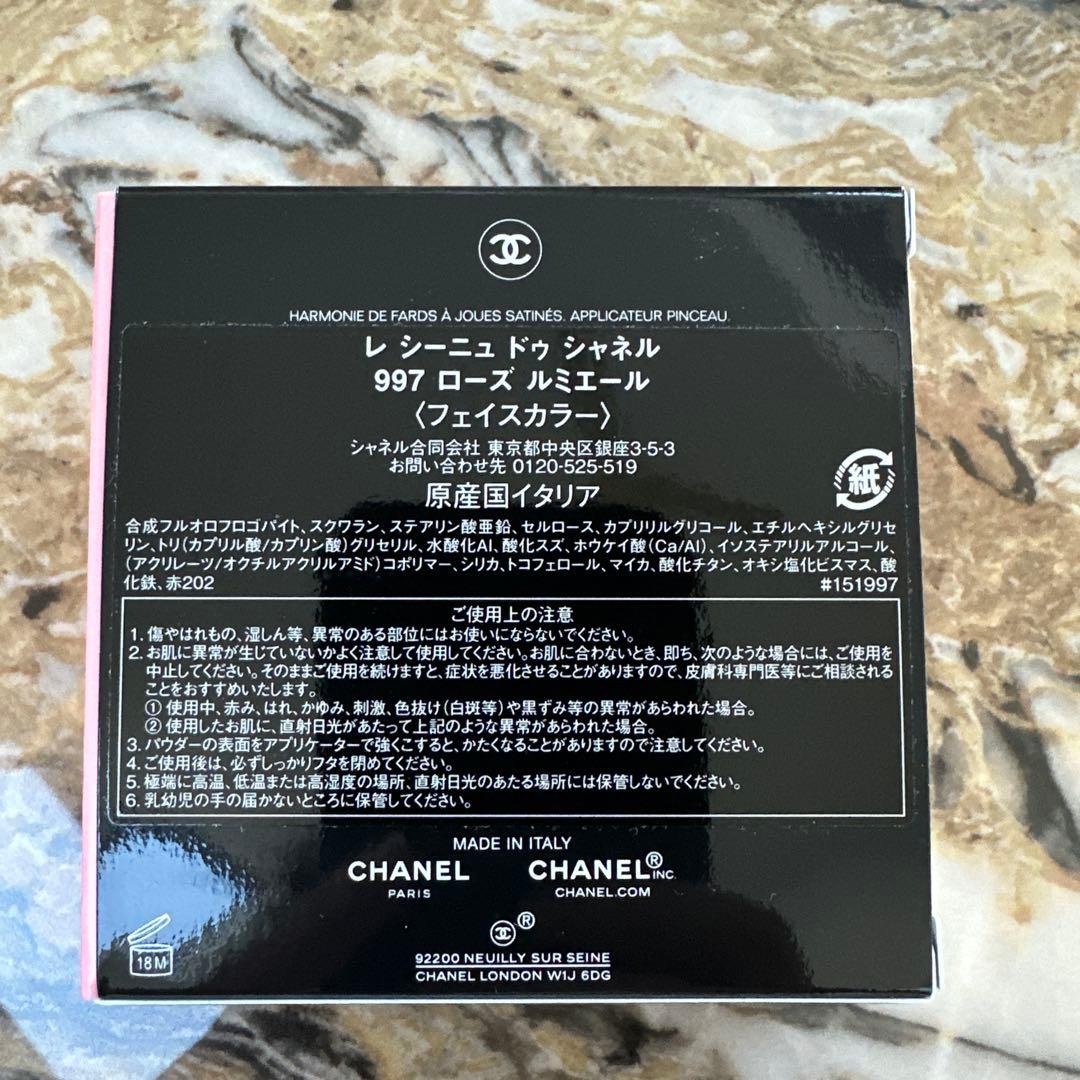 HARMONIE DE FARDS À JOUES SATINÉS. APPLICATEUR PINCEAU.
レ シーニュ ドゥ シャネル
997 ローズ ルミエール
〈フェイスカラー〉
シャネル合同会社 東京都中央区銀座3-5-3
お問い合わせ先 0120-525-519
原産国イタリア
紙
合成フルオロフロゴパイト、スクワラン、ステアリン酸亜鉛、セルロース、カプリリルグリコール、エチルヘキシルグリセ
リン、トリ(カプリル酸/カプリン酸)グリセリル、水酸化Al、酸化スズ、ホウケイ酸(Ca/Al)、イソステアリルアルコール、
(アクリレーツ/オクチルアクリルアミド)コポリマー、シリカ、トコフェロール、マイカ、酸化チタン、オキシ塩化ビスマス、酸
化鉄、赤202 #151997
ご使用上の注意
1. 傷やはれもの、湿しん等、異常のある部位にはお使いにならないでください。
2. お肌に異常が生じていないかよく注意して使用してください。お肌に合わないとき、即ち、次のような場合には、ご使用を
中止してください。そのままご使用を続けますと、症状を悪化させることがありますので、皮膚科専門医等にご相談される
ことをおすすめいたします。
① 使用中、赤み、はれ、かゆみ、刺激、色抜け(白斑等)や黒ずみ等の異常があらわれた場合。
② 使用したお肌に、直射日光があたって上記のような異常があらわれた場合。
3. パウダーの表面をアプリケーターで強くこすると、かたくなることがありますので注意してください。
4. ご使用後は、必ずしっかりフタを閉めてください。
5. 極端に高温、低温または高湿度の場所、直射日光のあたる場所には保管しないでください。
6. 乳幼児の手の届かないところに保管してください。
MADE IN ITALY
CHANEL CHANEL® INC.
PARIS CHANEL.COM
®
18 M
92200 NEUILLY SUR SEINE
CHANEL LONDON W1J 6DG